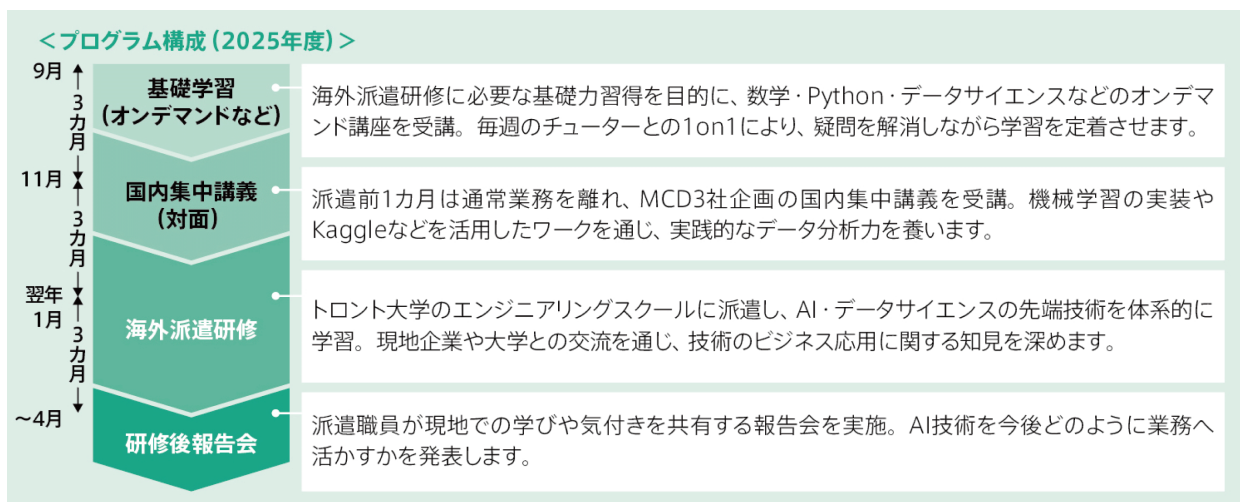 ＜プログラム構成（2025年度）＞
9月
3カ月
基礎学習
（オンデマンドなど）
海外派遣研修に必要な基礎力習得を目的に、数学・Python・データサイエンスなどのオンデマ
ンド講座を受講。毎週のチューターとの1on1により、疑問を解消しながら学習を定着させます。
11月
3カ月
国内集中講義
（対面）
派遣前1カ月は通常業務を離れ、MCD3社企画の国内集中講義を受講。機械学習の実装や
Kaggleなどを活用したワークを通じ、実践的なデータ分析力を養います。
翌年
1月
3カ月
海外派遣研修
トロント大学のエンジニアリングスクールに派遣し、AI・データサイエンスの先端技術を体系的に
学習。現地企業や大学との交流を通じ、技術のビジネス応用に関する知見を深めます。
～4月
研修後報告会
派遣職員が現地での学びや気付きを共有する報告会を実施。AI技術を今後どのように業務へ
活かすかを発表します。